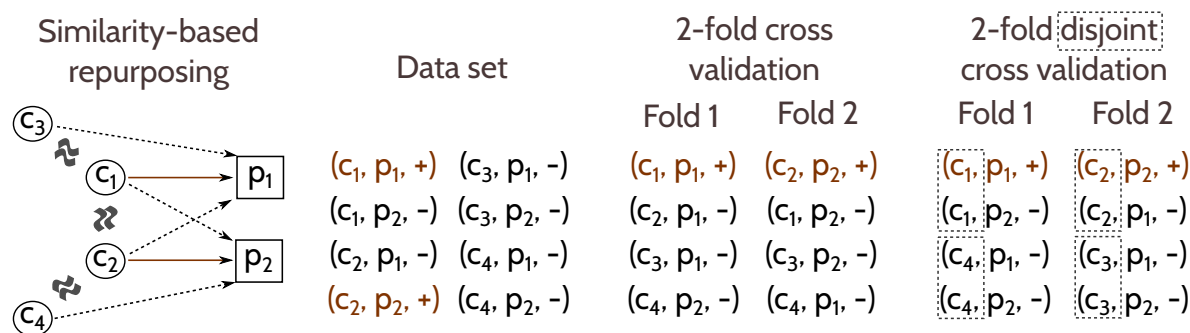 Similarity-based
repurposing
c₃
c₁
c₂
c₄
p₁
p₂
Data set
(c₁, p₁, +) (c₃, p₁, -)
(c₁, p₂, -) (c₃, p₂, -)
(c₂, p₁, -) (c₄, p₁, -)
(c₂, p₂, +) (c₄, p₂, -)
2-fold cross
validation
Fold 1 Fold 2
(c₁, p₁, +) (c₂, p₂, +)
(c₂, p₁, -) (c₁, p₂, -)
(c₃, p₁, -) (c₃, p₂, -)
(c₄, p₂, -) (c₄, p₁, -)
2-fold disjoint
cross validation
Fold 1 Fold 2
(c₁, p₁, +) (c₂, p₂, +)
(c₁, p₂, -) (c₂, p₁, -)
(c₄, p₁, -) (c₃, p₁, -)
(c₄, p₂, -) (c₃, p₂, -)